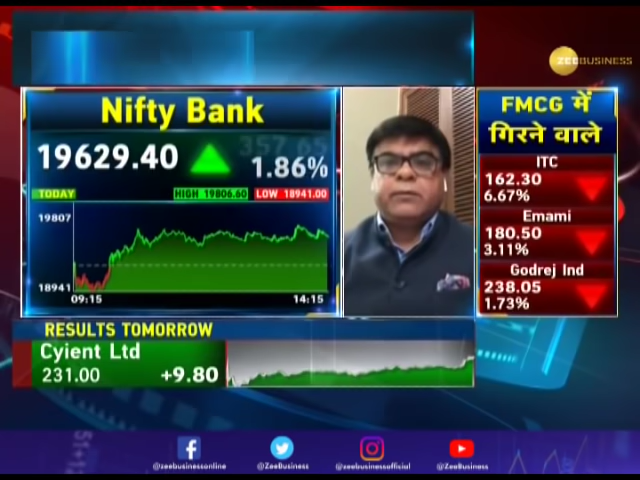 ZEEBUSINESS
Nifty Bank
19629.40
357.65
1.86%
TODAY
HIGH 19806.60
LOW 18941.00
19807
18941
09:15
14:15
FMCG में
गिरने वाले
ITC
162.30
6.67%
Emami
180.50
3.11%
Godrej Ind
238.05
1.73%
RESULTS TOMORROW
Cyient Ltd
231.00
+9.80
@zeebusinessonline
@ZeeBusiness
@zeebusinessofficial
@ZeeBusiness